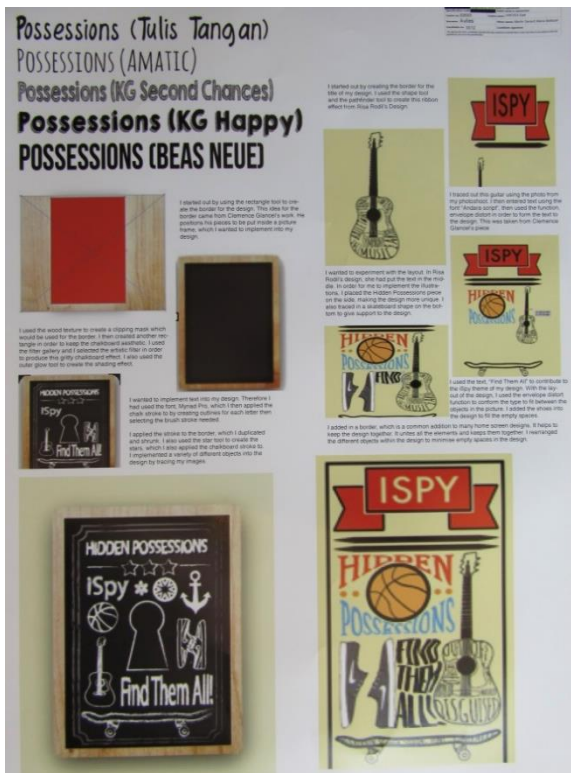 Possessions (Tulis Tangan)
POSSESSIONS (AMATIC)
Possessions (KG Second Chances)
Possessions (KG Happy)
POSSESSIONS (BEAS NEUE)
I started out by using the rectangle tool to cre-
ate the border for the design. This idea for the
border came from Clemence Glancel's work. He
positions his pieces to be put inside a picture
frame, which I wanted to implement into my
design.
I used the wood texture to create a clipping mask which
would be used for the border. I then created another rec-
tangle in order to keep the chalkboard aesthetic. I used
the filter gallery and I selected the artistic filter in order
to produce this gritty chalkboard effect. I also used the
outer glow tool to create the shading effect.
HIDDEN POSSESSIONS
iSpy
Find Them All!
I wanted to implement text into my design. Therefore I
had used the font, Myriad Pro, which I then applied the
chalk stroke to by creating outlines for each letter then
selecting the brush stroke needed.
I applied the stroke to the border, which I duplicated
and shrunk. I also used the star tool to create the
stars, which I also applied the chalkboard stroke to.
I implemented a variety of different objects into the
design by tracing my images.
HIDDEN POSSESSIONS
iSpy
Find Them All!
I started out by creating the border for the
title of my design. I used the shape tool
and the pathfinder tool to create this ribbon
effect from Risa Rodil's Design.
ISPY
I traced out this guitar using the photo from
my photoshoot. I then entered text using the
font "Andara script", then used the function,
envelope distort in order to form the text to
the design. This was taken from Clemence
Glancel's piece.
I wanted to experiment with the layout. In Risa
Rodil's design, she had put the text in the mid-
dle. In order for me to implement the illustra-
tions, I placed the Hidden Possessions piece
on the side, making the design more unique. I
also traced in a skateboard shape on the bot-
tom to give support to the design.
ISPY
HIDDEN
POSSESSIONS
HIDDEN
POSSESSIONS
FIND
I used the text, "Find Them All" to contribute to
the iSpy theme of my design. With the lay-
out of the design, I used the envelope distort
function to conform the type to fit between the
objects in the picture. I added the shoes into
the design to fill the empty spaces.
I added in a border, which is a common addition to many home screen designs. It helps to
keep the design together. It unites all the elements and keeps them together. I rearranged
the different objects within the design to minimise empty spaces in the design.
ISPY
HIDDEN
POSSESSIONS
FIND
THEM
ALL!
DISGUISED